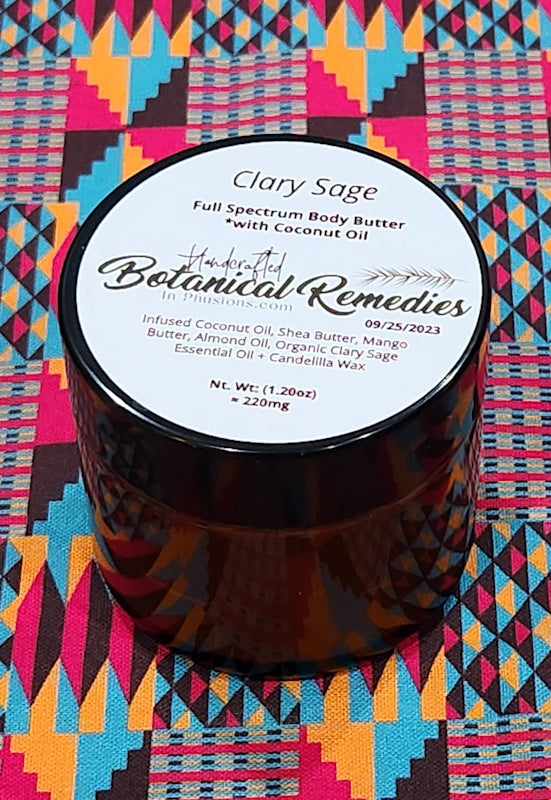 Clary Sage
Full Spectrum Body Butter
*with Coconut Oil
Handcrafted
Botanical Remedies
In Phusions.com
09/25/2023
Infused Coconut Oil, Shea Butter, Mango
Butter, Almond Oil, Organic Clary Sage
Essential Oil + Candelilla Wax
Nt. Wt: (1.20oz)
≈ 220mg